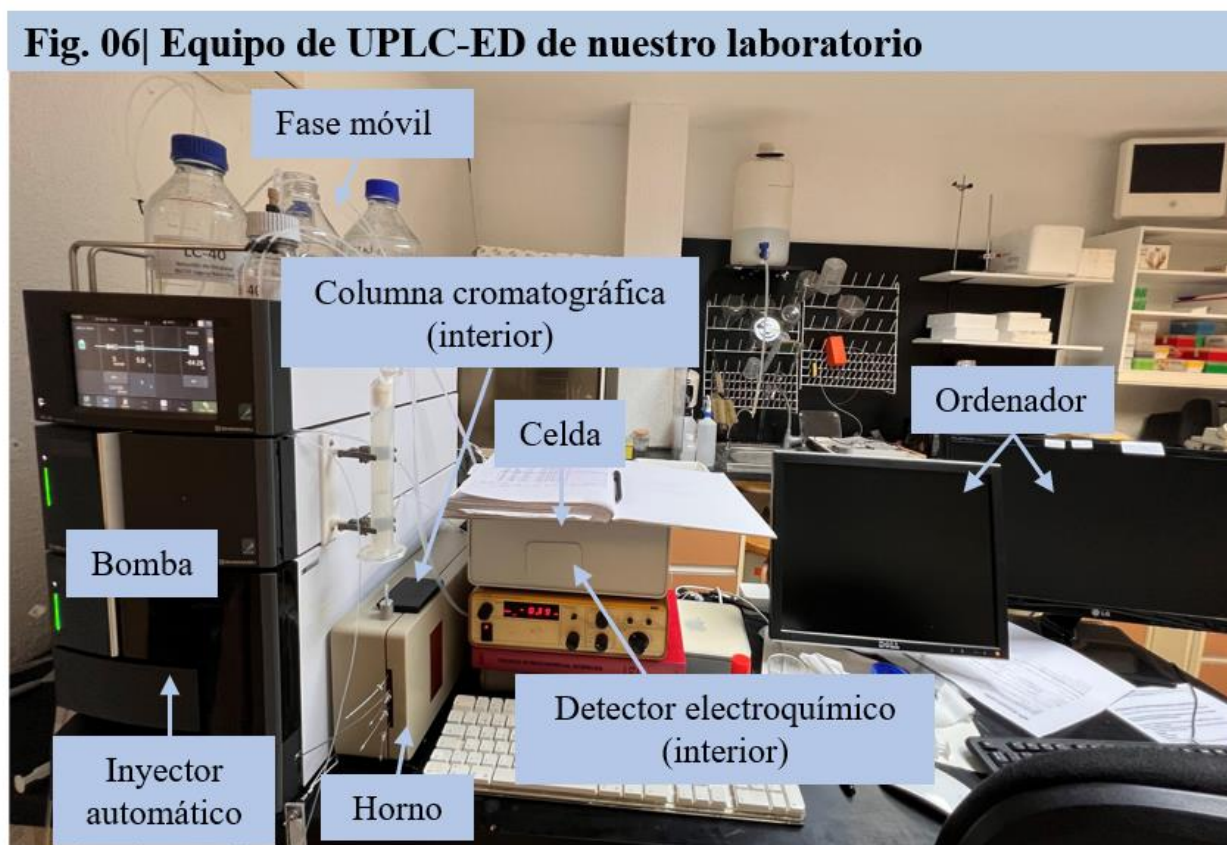 Fig. 06| Equipo de UPLC-ED de nuestro laboratorio
Fase móvil
LC-40
Columna cromatográfica
(interior)
Celda
Ordenador
Bomba
Detector electroquímico
(interior)
Inyector
automático
Horno
DELL
LG